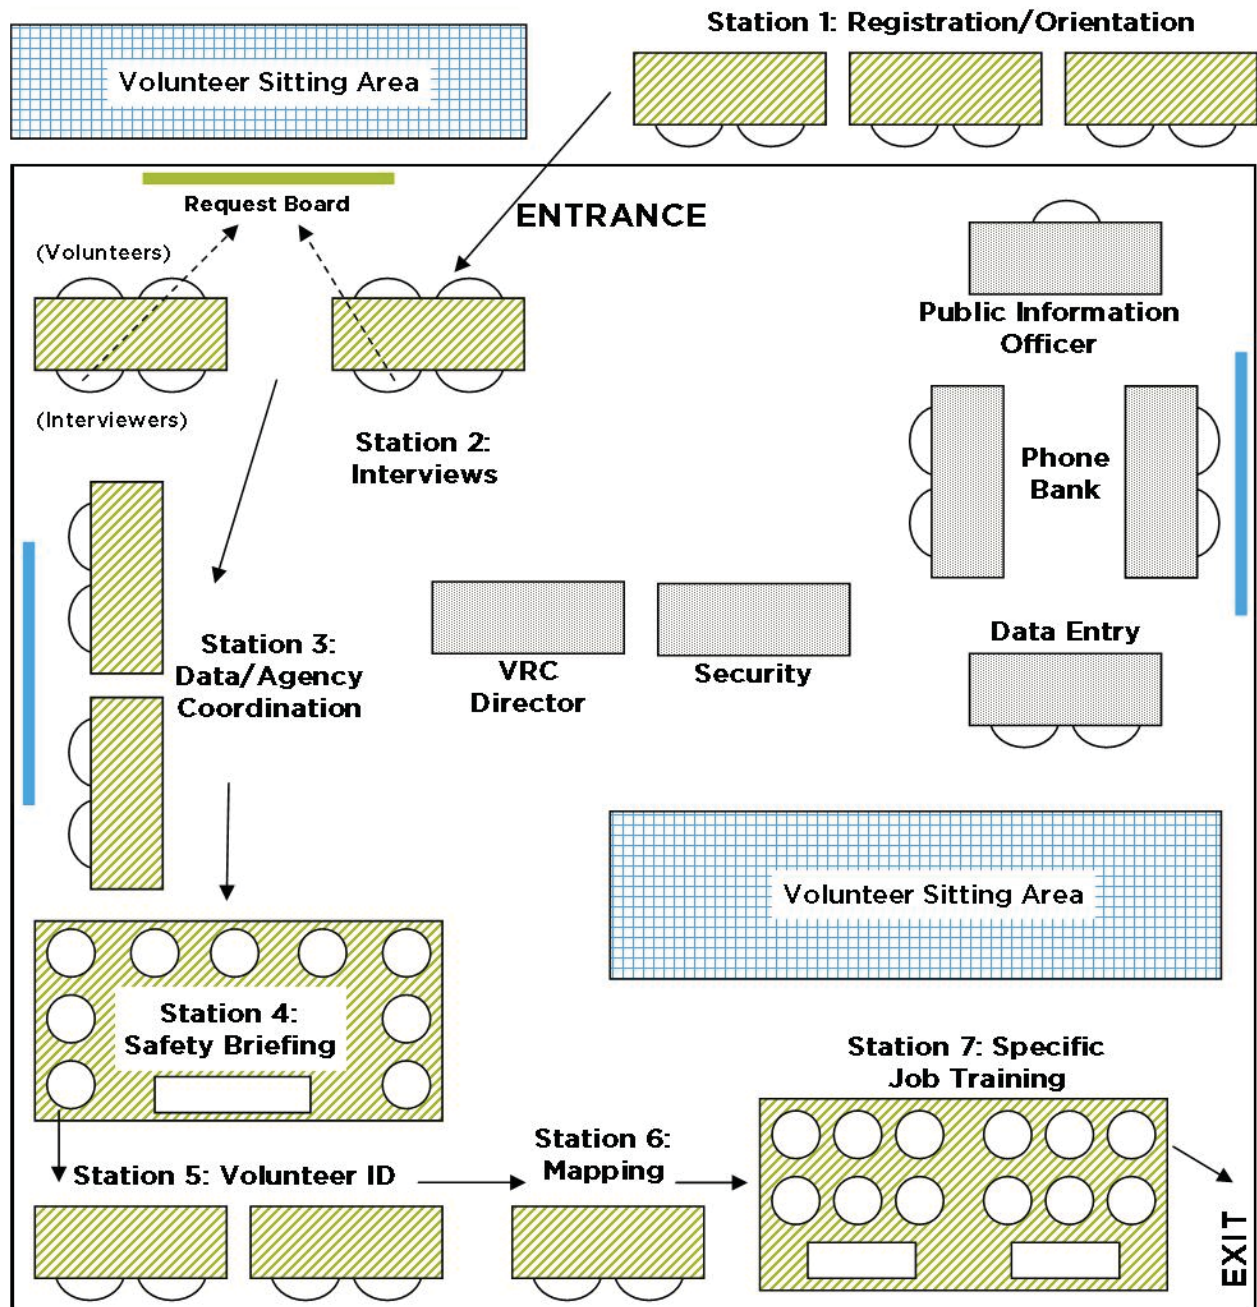 Station 1: Registration/Orientation
Volunteer Sitting Area
Request Board
ENTRANCE
(Volunteers)
Public Information
Officer
(Interviewers)
Station 2:
Interviews
Phone
Bank
Station 3:
Data/Agency
Coordination
VRC
Director
Security
Data Entry
Volunteer Sitting Area
Station 4:
Safety Briefing
Station 7: Specific
Job Training
Station 5: Volunteer ID
Station 6:
Mapping
EXIT